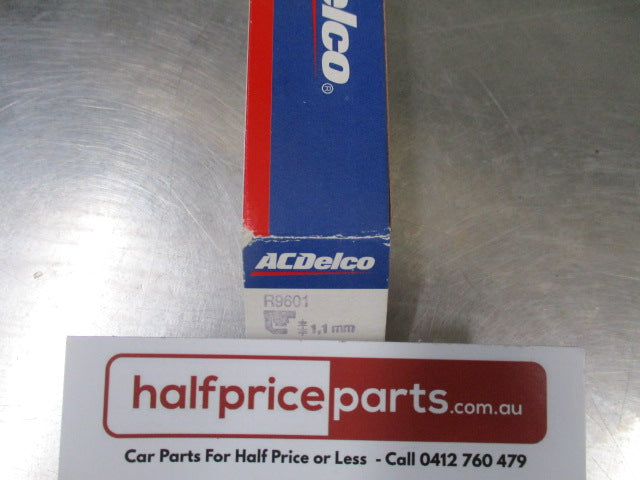 elco®
ACDelco
R9601
1,1 mm
halfpriceparts.com.au
Car Parts For Half Price or Less - Call 0412 760 479